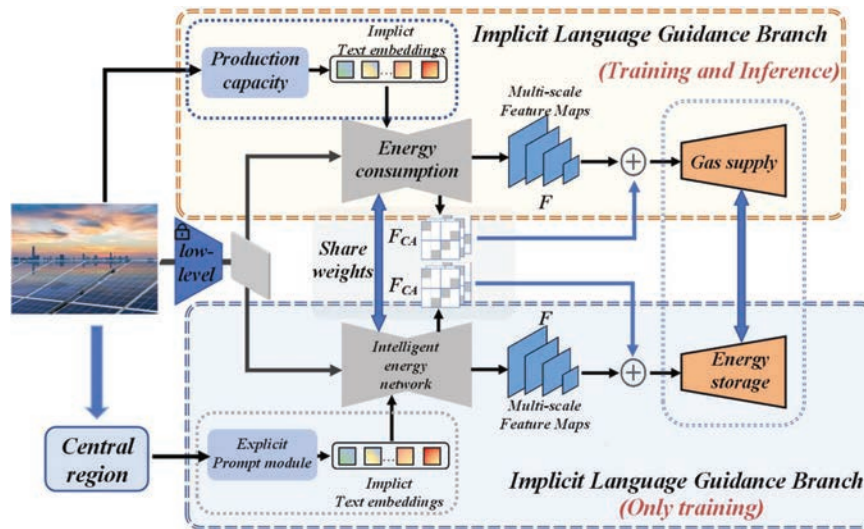 Implicit Language Guidance Branch
(Training and Inference)
Production
capacity
Implict
Text embeddings
...
Multi-scale
Feature Maps
Energy
consumption
F
Gas supply
low-
level
Share
weights
F_CA
F_CA
Intelligent
energy
network
F
Multi-scale
Feature Maps
Energy
storage
Central
region
Explicit
Prompt module
...
Implict
Text embeddings
Implicit Language Guidance Branch
(Only training)